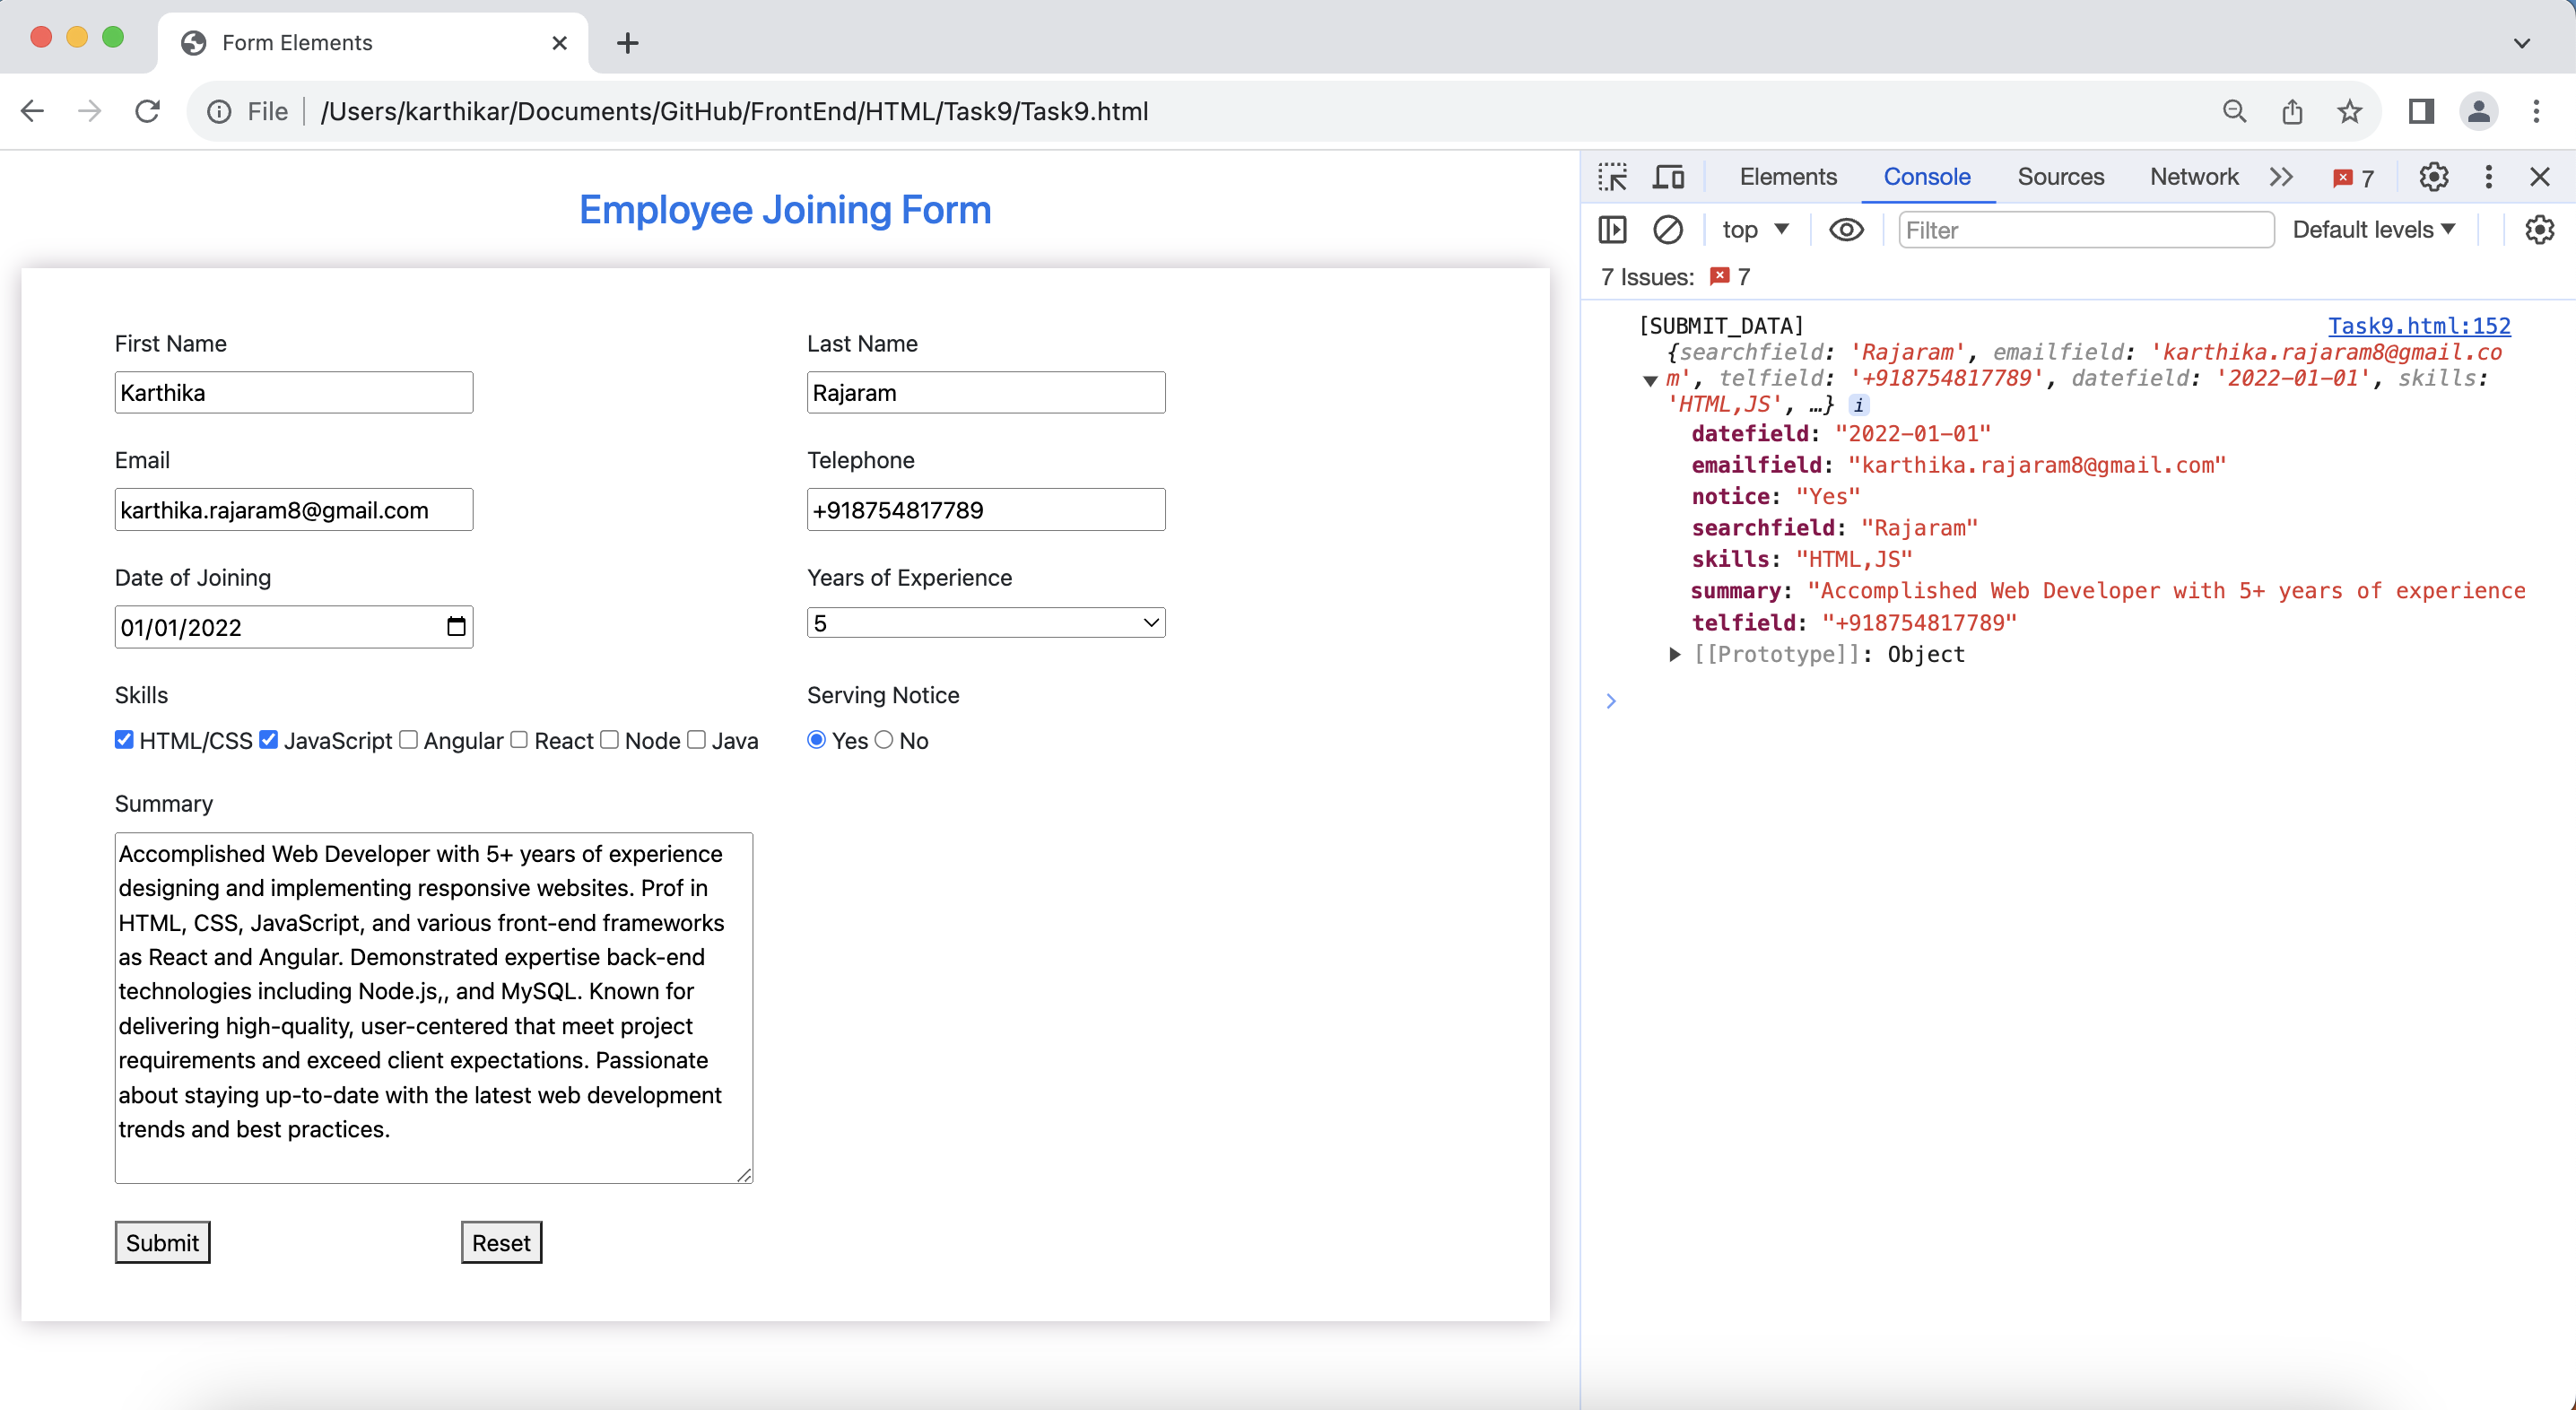 Form Elements
File /Users/karthikar/Documents/GitHub/FrontEnd/HTML/Task9/Task9.html
Employee Joining Form
First Name
Last Name
Karthika
Rajaram
Email
Telephone
karthika.rajaram8@gmail.com
+918754817789
Date of Joining
Years of Experience
01/01/2022
5
Skills
Serving Notice
HTML/CSS JavaScript Angular React Node Java
Yes No
Summary
Accomplished Web Developer with 5+ years of experience
designing and implementing responsive websites. Prof in
HTML, CSS, JavaScript, and various front-end frameworks
as React and Angular. Demonstrated expertise back-end
technologies including Node.js,, and MySQL. Known for
delivering high-quality, user-centered that meet project
requirements and exceed client expectations. Passionate
about staying up-to-date with the latest web development
trends and best practices.
Submit
Reset
Elements Console Sources Network 7
top Filter Default levels
7 Issues: 7
[SUBMIT_DATA] Task9.html:152
{searchfield: 'Rajaram', emailfield: 'karthika.rajaram8@gmail.co
m', telfield: '+918754817789', datefield: '2022-01-01', skills:
'HTML,JS', …} i
datefield: "2022-01-01"
emailfield: "karthika.rajaram8@gmail.com"
notice: "Yes"
searchfield: "Rajaram"
skills: "HTML,JS"
summary: "Accomplished Web Developer with 5+ years of experience
telfield: "+918754817789"
[[Prototype]]: Object